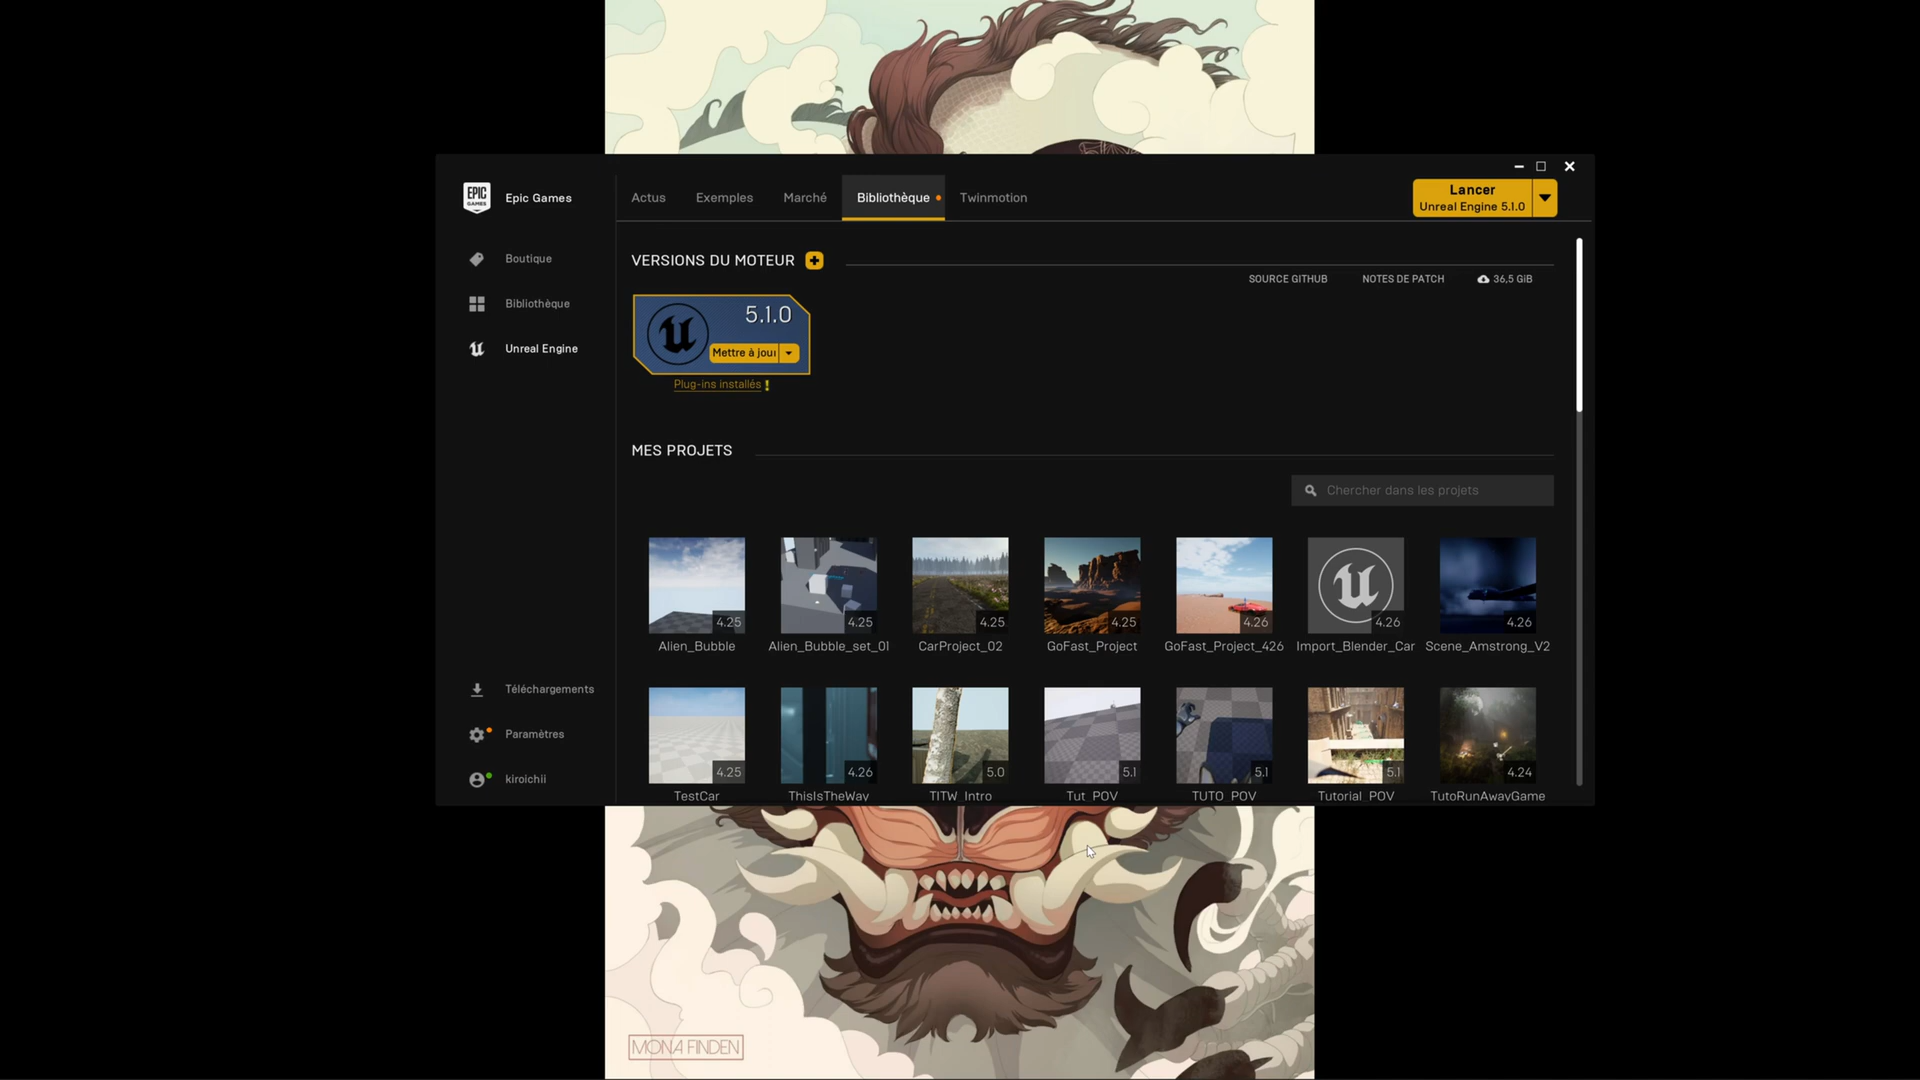 EPIC GAMES
Epic Games
Boutique
Bibliothèque
Unreal Engine
Téléchargements
Paramètres
kiroichii
Actus Exemples Marché Bibliothèque Twinmotion
Lancer
Unreal Engine 5.1.0
VERSIONS DU MOTEUR
SOURCE GITHUB NOTES DE PATCH 36,5 GiB
5.1.0
Mettre à jour
Plug-ins installés !
MES PROJETS
Chercher dans les projets
4.25 4.25 4.25 4.25 4.26 4.26 4.26
Alien_Bubble Alien_Bubble_set_01 CarProject_02 GoFast_Project GoFast_Project_426 Import_Blender_Car Scene_Amstrong_V2
4.25 4.26 5.0 5.1 5.1 5.1 4.24
TestCar ThisIsTheWay TITW_Intro Tut_POV TUTO_POV Tutorial_POV TutoRunAwayGame
MONA FINDEN